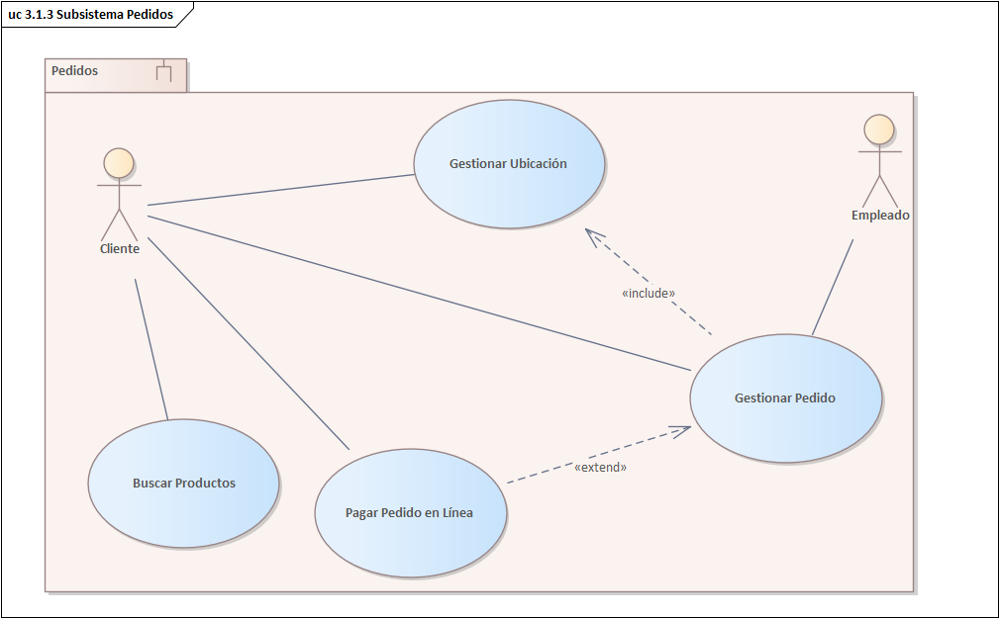 uc 3.1.3 Subsistema Pedidos
Pedidos
Gestionar Ubicación
Empleado
Cliente
«include»
Gestionar Pedido
«extend»
Buscar Productos
Pagar Pedido en Línea